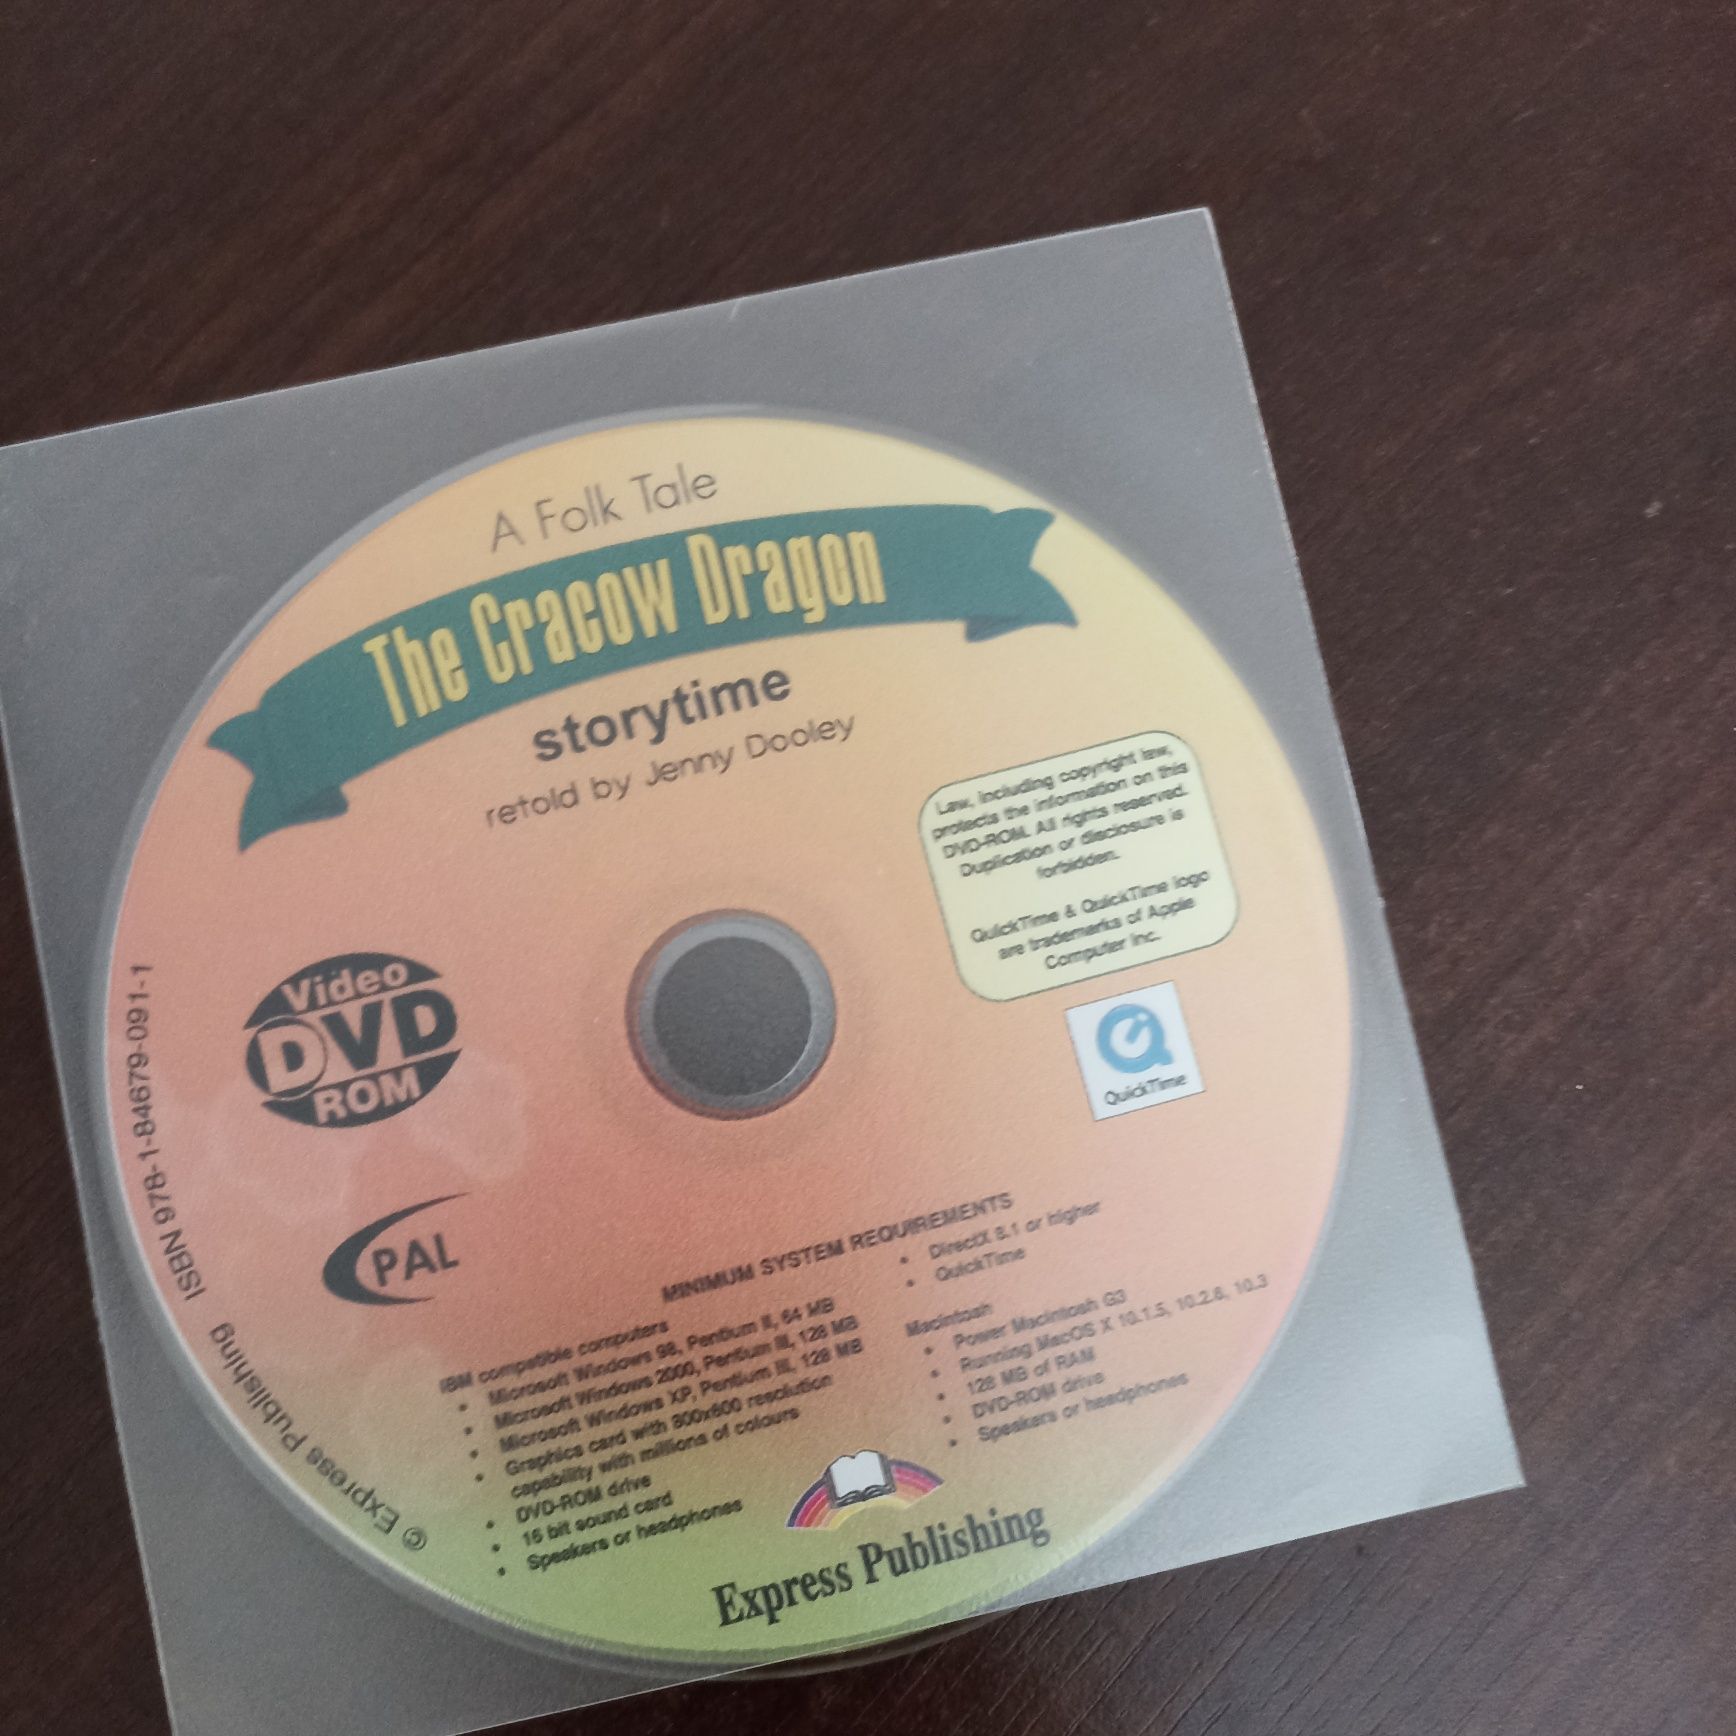 A Folk Tale
The Cracow Dragon
storytime
retold by Jenny Dooley
Law, including copyright law,
protects the information on this
DVD-ROM. All rights reserved.
Duplication or disclosure is
forbidden.
QuickTime & QuickTime logo
are trademarks of Apple
Computer Inc.
QuickTime
Video
DVD
ROM
PAL
ISBN 978-1-84679-091-1
© Express Publishing
MINIMUM SYSTEM REQUIREMENTS
IBM compatible computers
• Microsoft Windows 98, Pentium II, 64 MB
• Microsoft Windows 2000, Pentium III, 128 MB
• Microsoft Windows XP, Pentium III, 128 MB
• Graphics card with 800x600 resolution
capability with millions of colours
• DVD-ROM drive
• 16 bit sound card
• Speakers or headphones
• DirectX 8.1 or higher
• QuickTime
Macintosh
• Power Macintosh G3
• Running MacOS X 10.1.5, 10.2.6, 10.3
• 128 MB of RAM
• DVD-ROM drive
• Speakers or headphones
Express Publishing